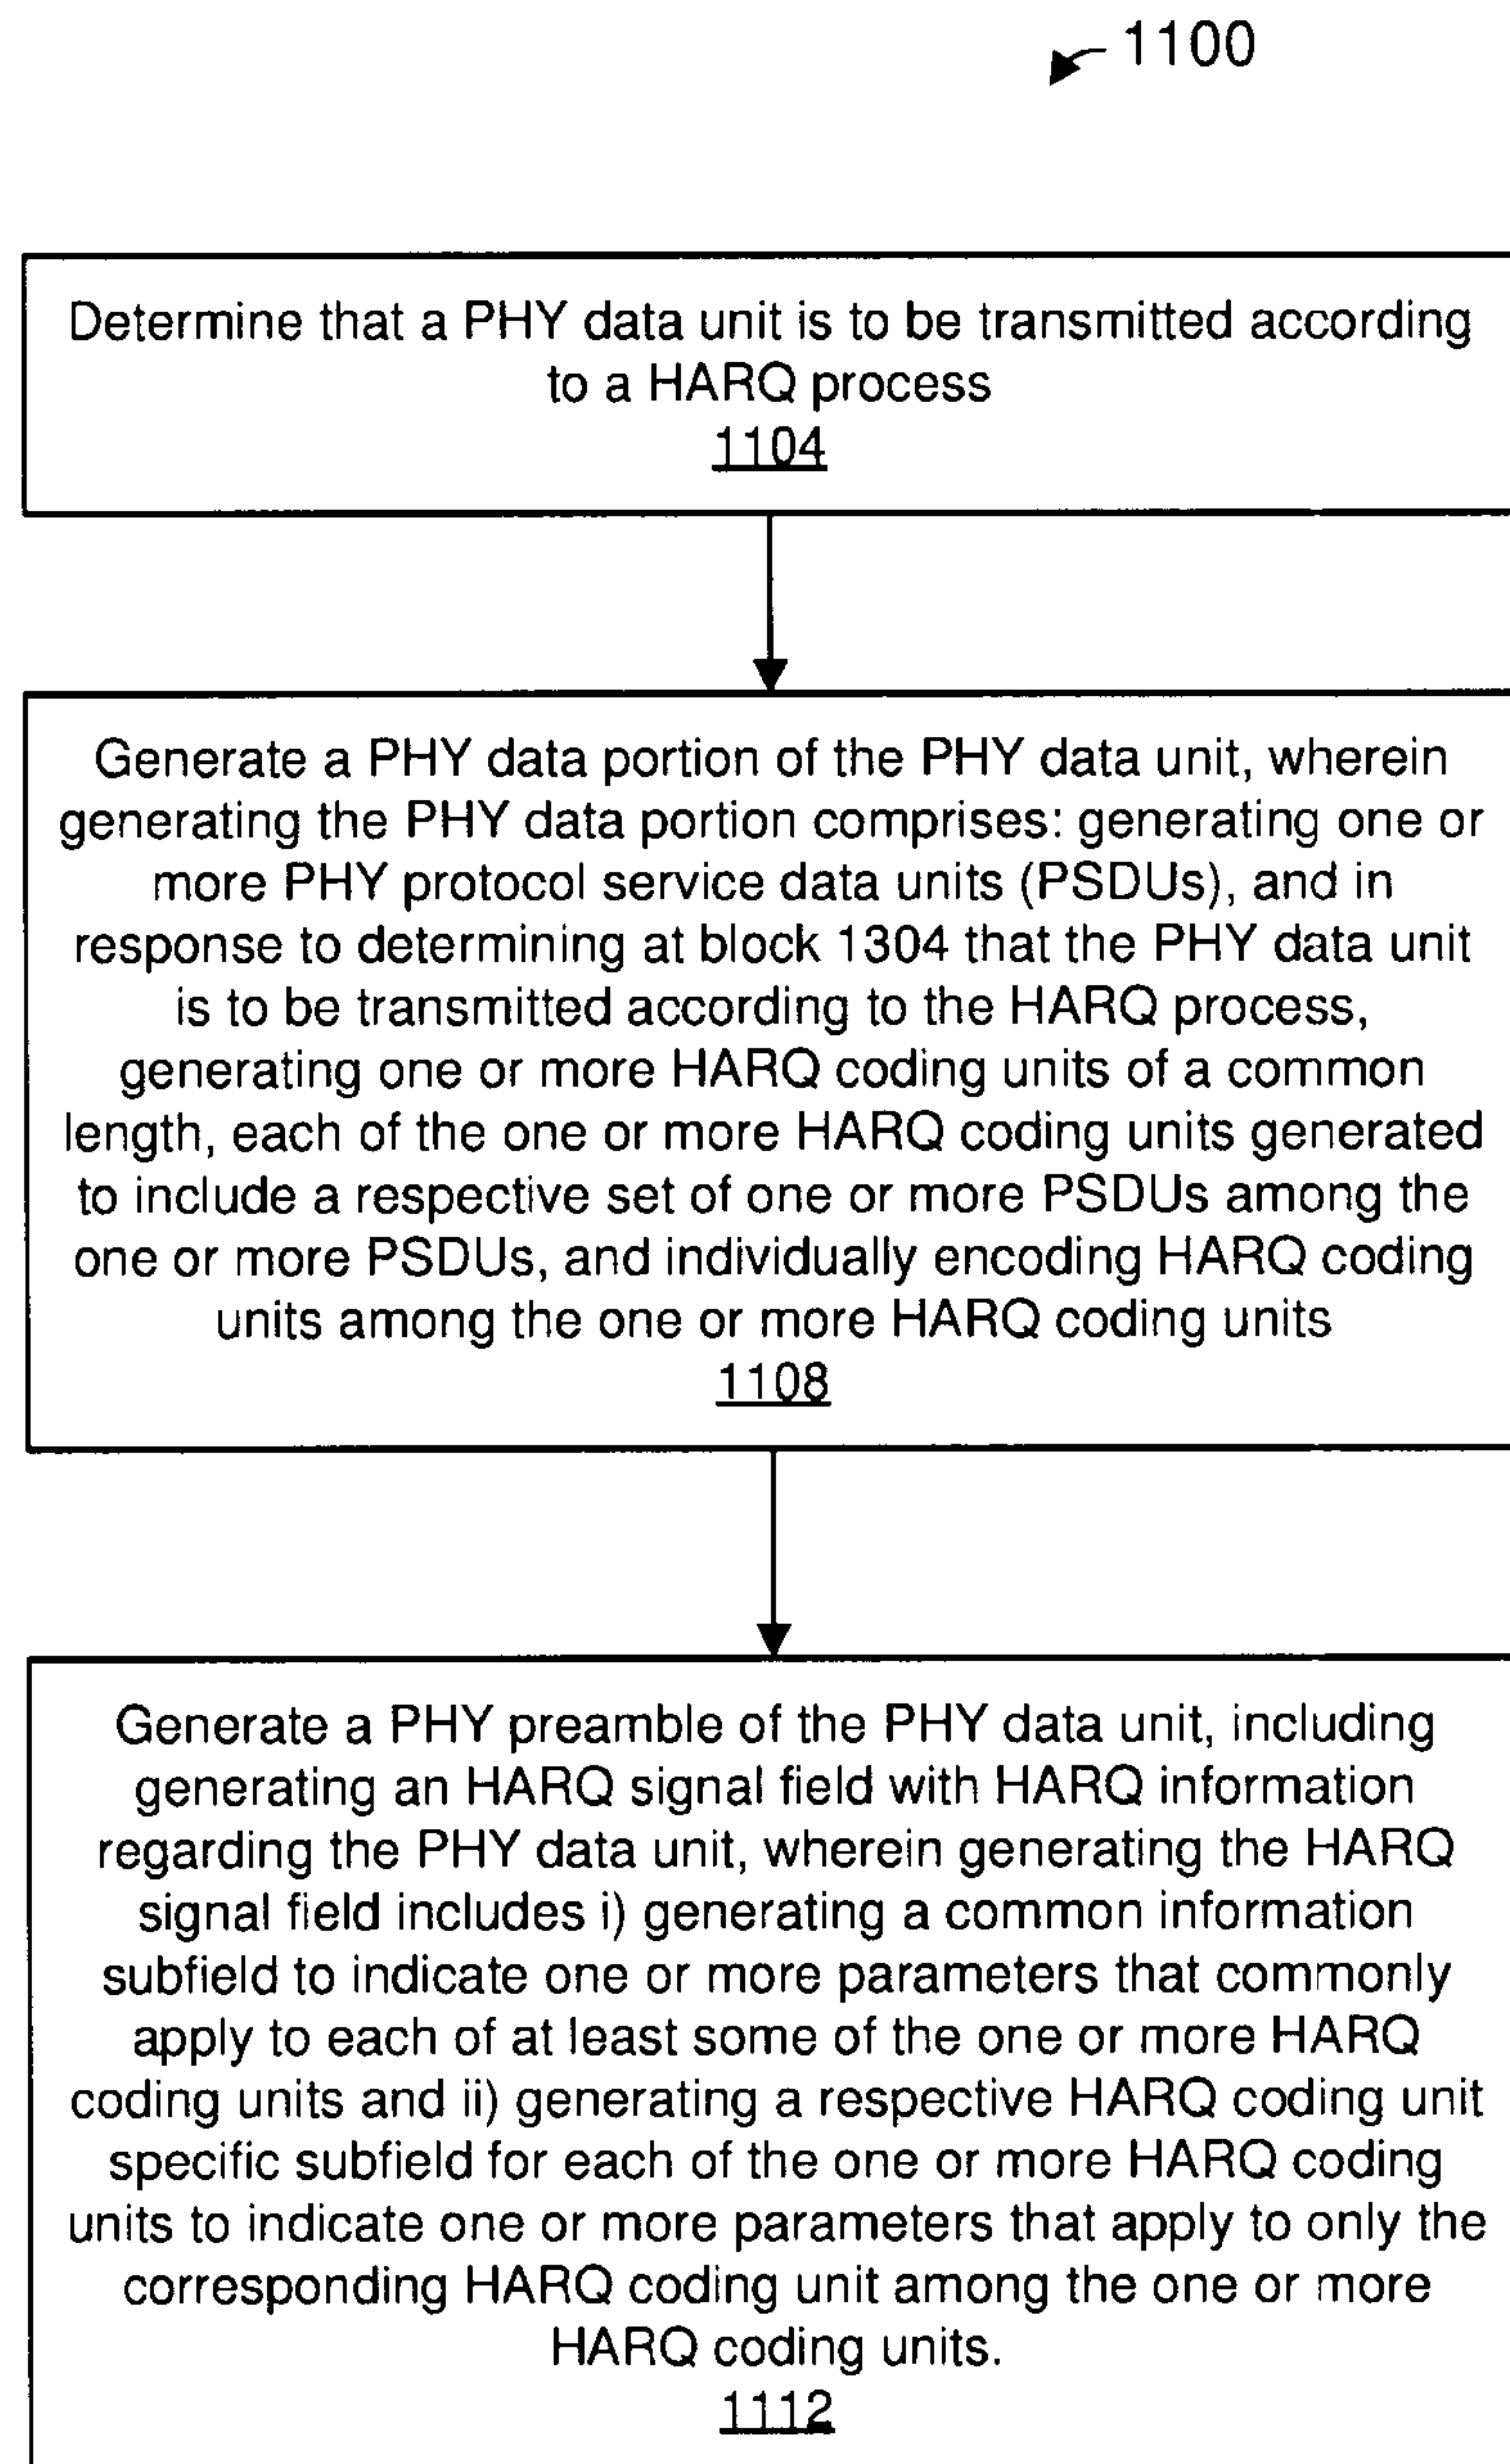 1100
Determine that a PHY data unit is to be transmitted according
to a HARQ process
1104
Generate a PHY data portion of the PHY data unit, wherein
generating the PHY data portion comprises: generating one or
more PHY protocol service data units (PSDUs), and in
response to determining at block 1304 that the PHY data unit
is to be transmitted according to the HARQ process,
generating one or more HARQ coding units of a common
length, each of the one or more HARQ coding units generated
to include a respective set of one or more PSDUs among the
one or more PSDUs, and individually encoding HARQ coding
units among the one or more HARQ coding units
1108
Generate a PHY preamble of the PHY data unit, including
generating an HARQ signal field with HARQ information
regarding the PHY data unit, wherein generating the HARQ
signal field includes i) generating a common information
subfield to indicate one or more parameters that commonly
apply to each of at least some of the one or more HARQ
coding units and ii) generating a respective HARQ coding unit
specific subfield for each of the one or more HARQ coding
units to indicate one or more parameters that apply to only the
corresponding HARQ coding unit among the one or more
HARQ coding units.
1112